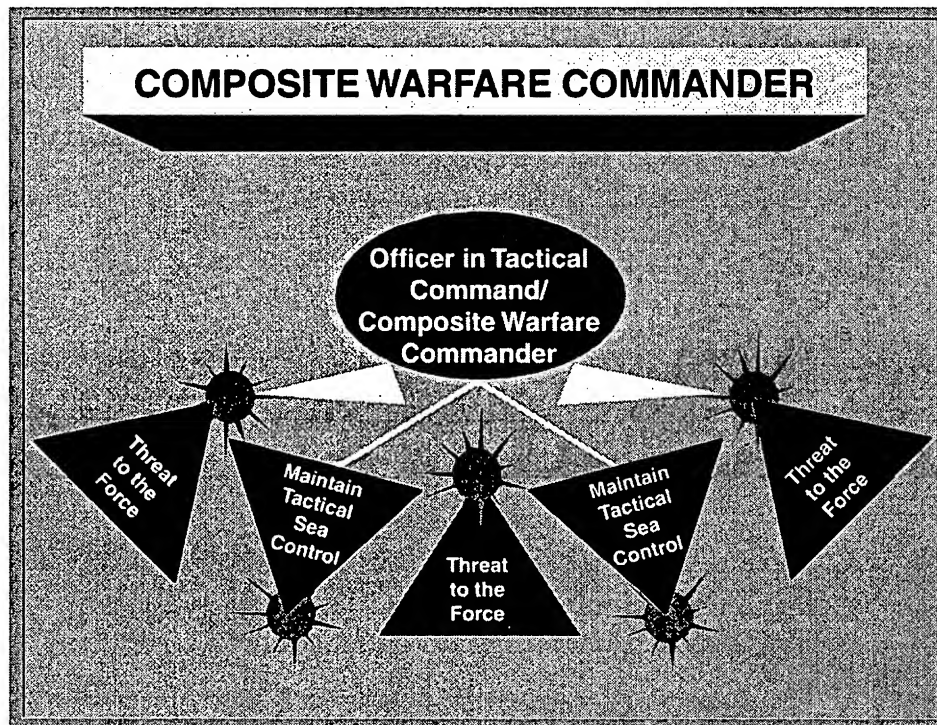 COMPOSITE WARFARE COMMANDER
Officer in Tactical
Command/
Composite Warfare
Commander
Threat
to the
Force
Maintain
Tactical
Sea
Control
Threat
to the
Force
Maintain
Tactical
Sea
Control
Threat
to the
Force